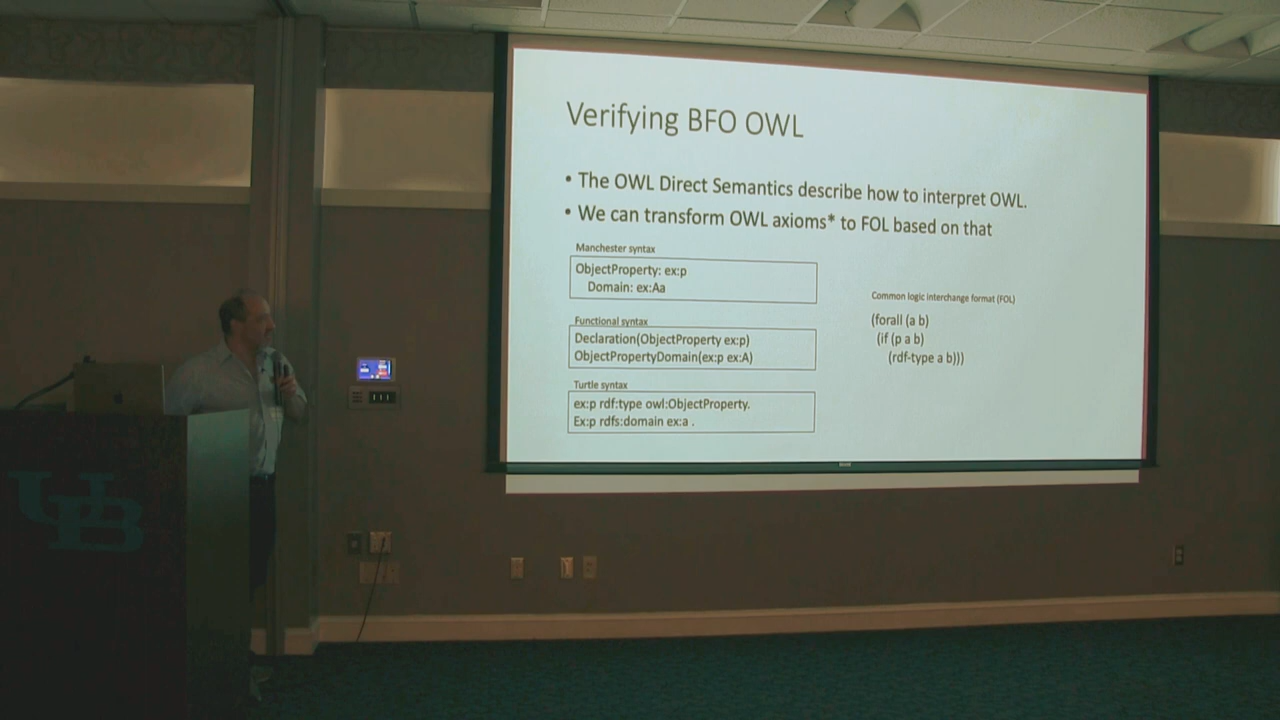 Verifying BFO OWL
• The OWL Direct Semantics describe how to interpret OWL.
• We can transform OWL axioms* to FOL based on that
Manchester syntax
ObjectProperty: ex:p
Domain: ex:Aa
Functional syntax
Declaration(ObjectProperty ex:p)
ObjectPropertyDomain(ex:p ex:A)
Turtle syntax
ex:p rdf:type owl:ObjectProperty.
Ex:p rdfs:domain ex:a .
Common logic interchange format (FOL)
(forall (a b)
(if (p a b)
(rdf-type a b)))
UB